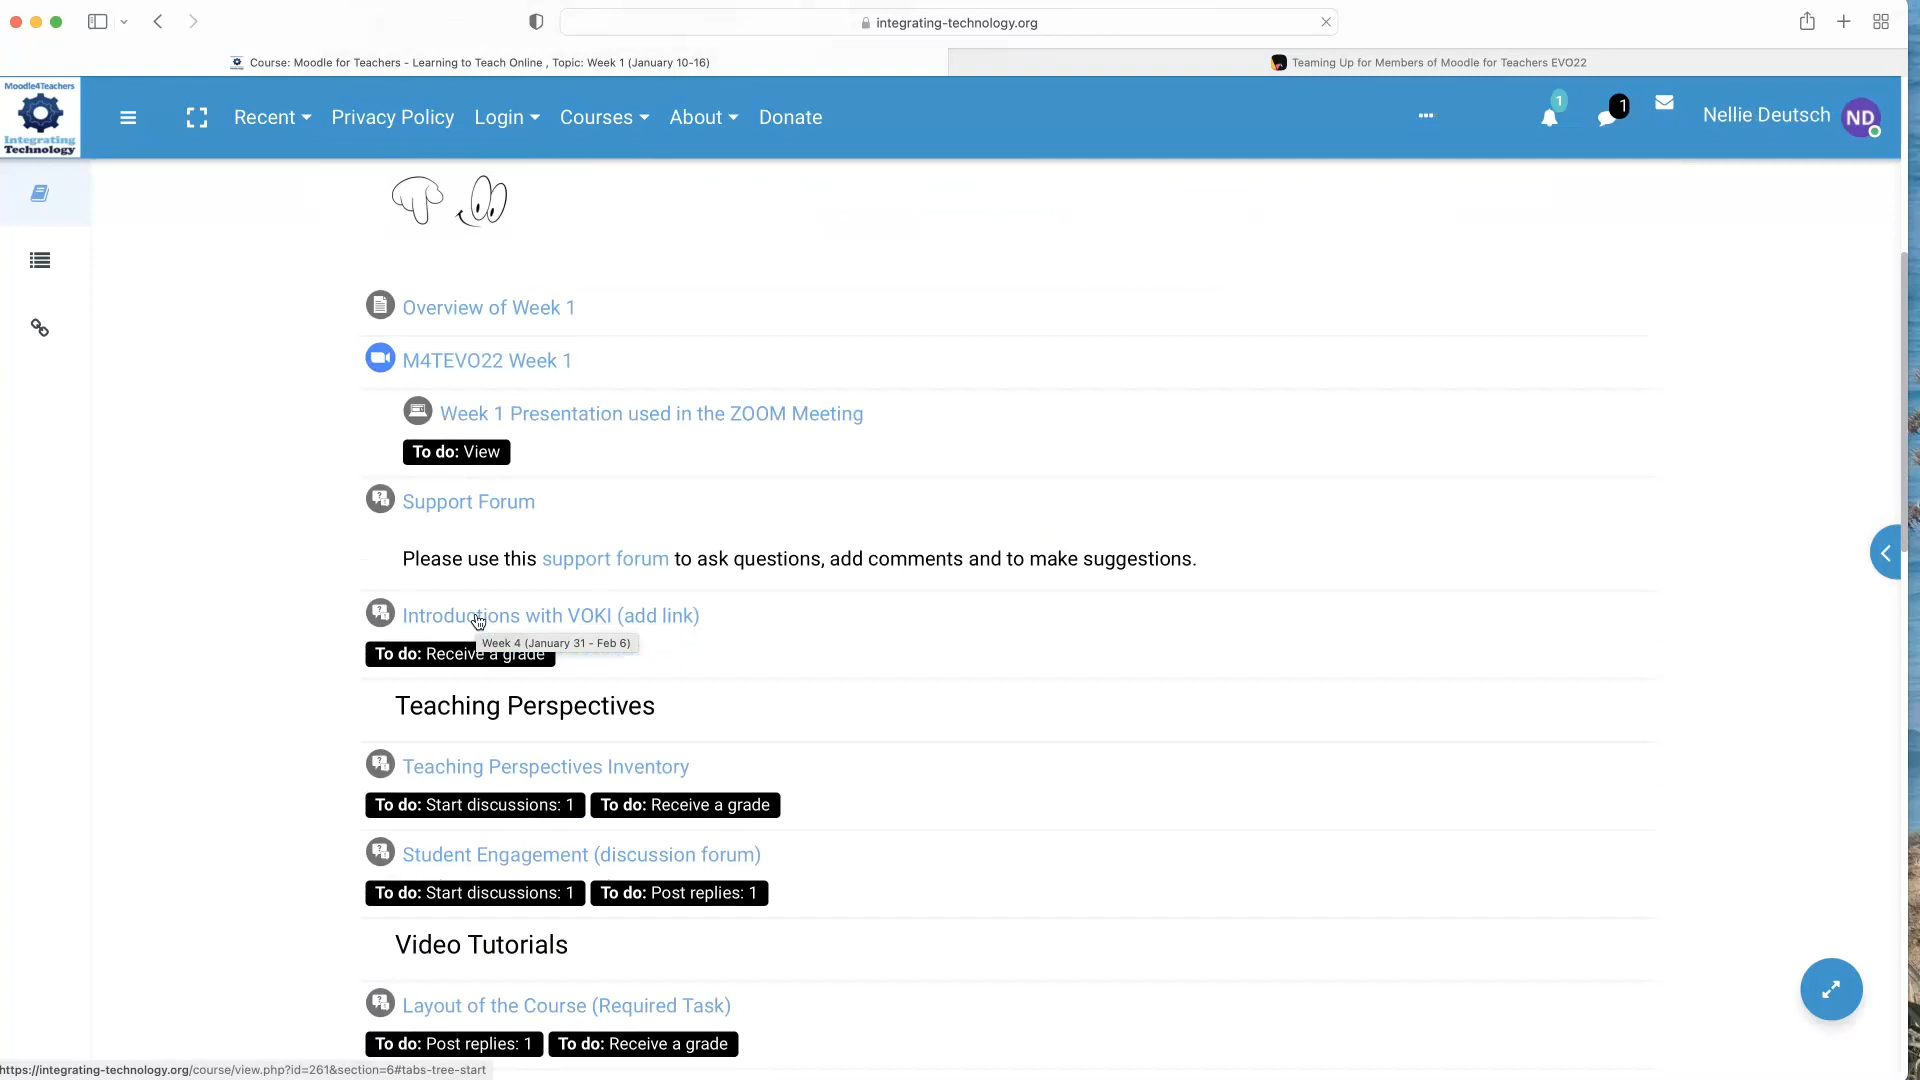 integrating-technology.org
Course: Moodle for Teachers - Learning to Teach Online , Topic: Week 1 (January 10-16)
Teaming Up for Members of Moodle for Teachers EVO22
Moodle4Teachers
Integrating
Technology
Recent
Privacy Policy
Login
Courses
About
Donate
1
1
Nellie Deutsch
ND
Overview of Week 1
M4TEVO22 Week 1
Week 1 Presentation used in the ZOOM Meeting
To do: View
Support Forum
Please use this support forum to ask questions, add comments and to make suggestions.
Introductions with VOKI (add link)
Week 4 (January 31 - Feb 6)
To do: Receive a grade
Teaching Perspectives
Teaching Perspectives Inventory
To do: Start discussions: 1 To do: Receive a grade
Student Engagement (discussion forum)
To do: Start discussions: 1 To do: Post replies: 1
Video Tutorials
Layout of the Course (Required Task)
To do: Post replies: 1 To do: Receive a grade
https://integrating-technology.org/course/view.php?id=261&section=6#tabs-tree-start